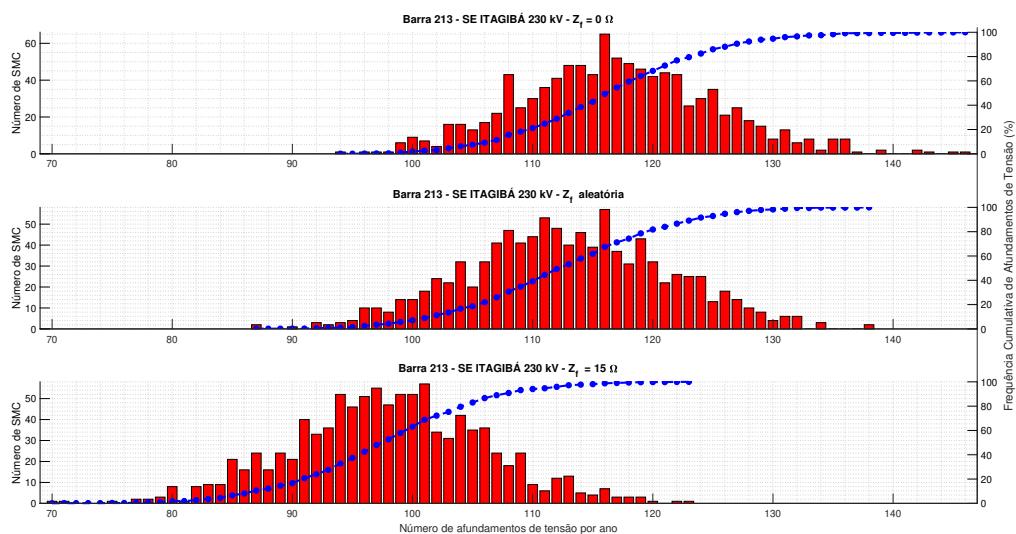 Barra 213 - SE ITAGIBÁ 230 kV - Z_f = 0 Ω
Número de SMC
0 20 40 60
70 80 90 100 110 120 130 140
0 20 40 60 80 100
Barra 213 - SE ITAGIBÁ 230 kV - Z_f aleatória
Número de SMC
0 10 20 30 40 50
70 80 90 100 110 120 130 140
0 20 40 60 80 100
Frequência Cumulativa de Afundamentos de Tensão (%)
Barra 213 - SE ITAGIBÁ 230 kV - Z_f = 15 Ω
Número de SMC
0 10 20 30 40 50
70 80 90 100 110 120 130 140
0 20 40 60 80 100
Número de afundamentos de tensão por ano